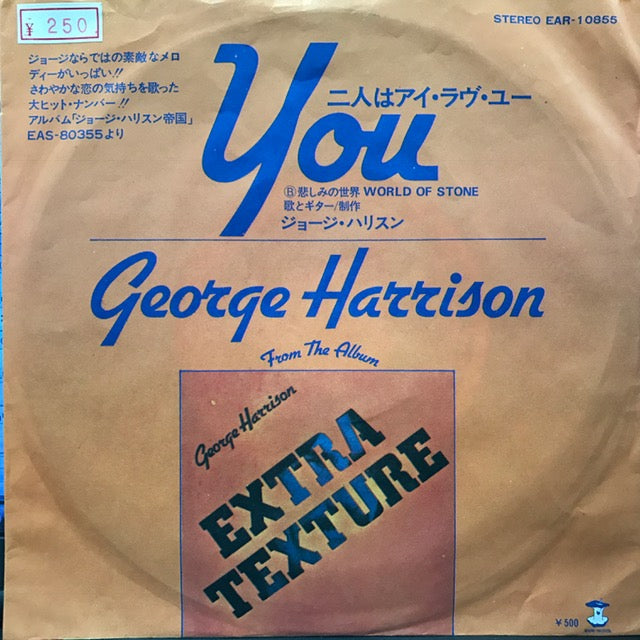 ¥ 250
STEREO EAR-10855
ジョージならではの素敵なメロ
ディーがいっぱい!!
さわやかな恋の気持ちを歌った
大ヒット・ナンバー!!
アルバム「ジョージ・ハリスン帝国」
EAS-80355より
You
二人はアイ・ラヴ・ユー
Ⓑ悲しみの世界 WORLD OF STONE
歌とギター/制作
ジョージ・ハリスン
George Harrison
From The Album
George Harrison
EXTRA
TEXTURE
¥500